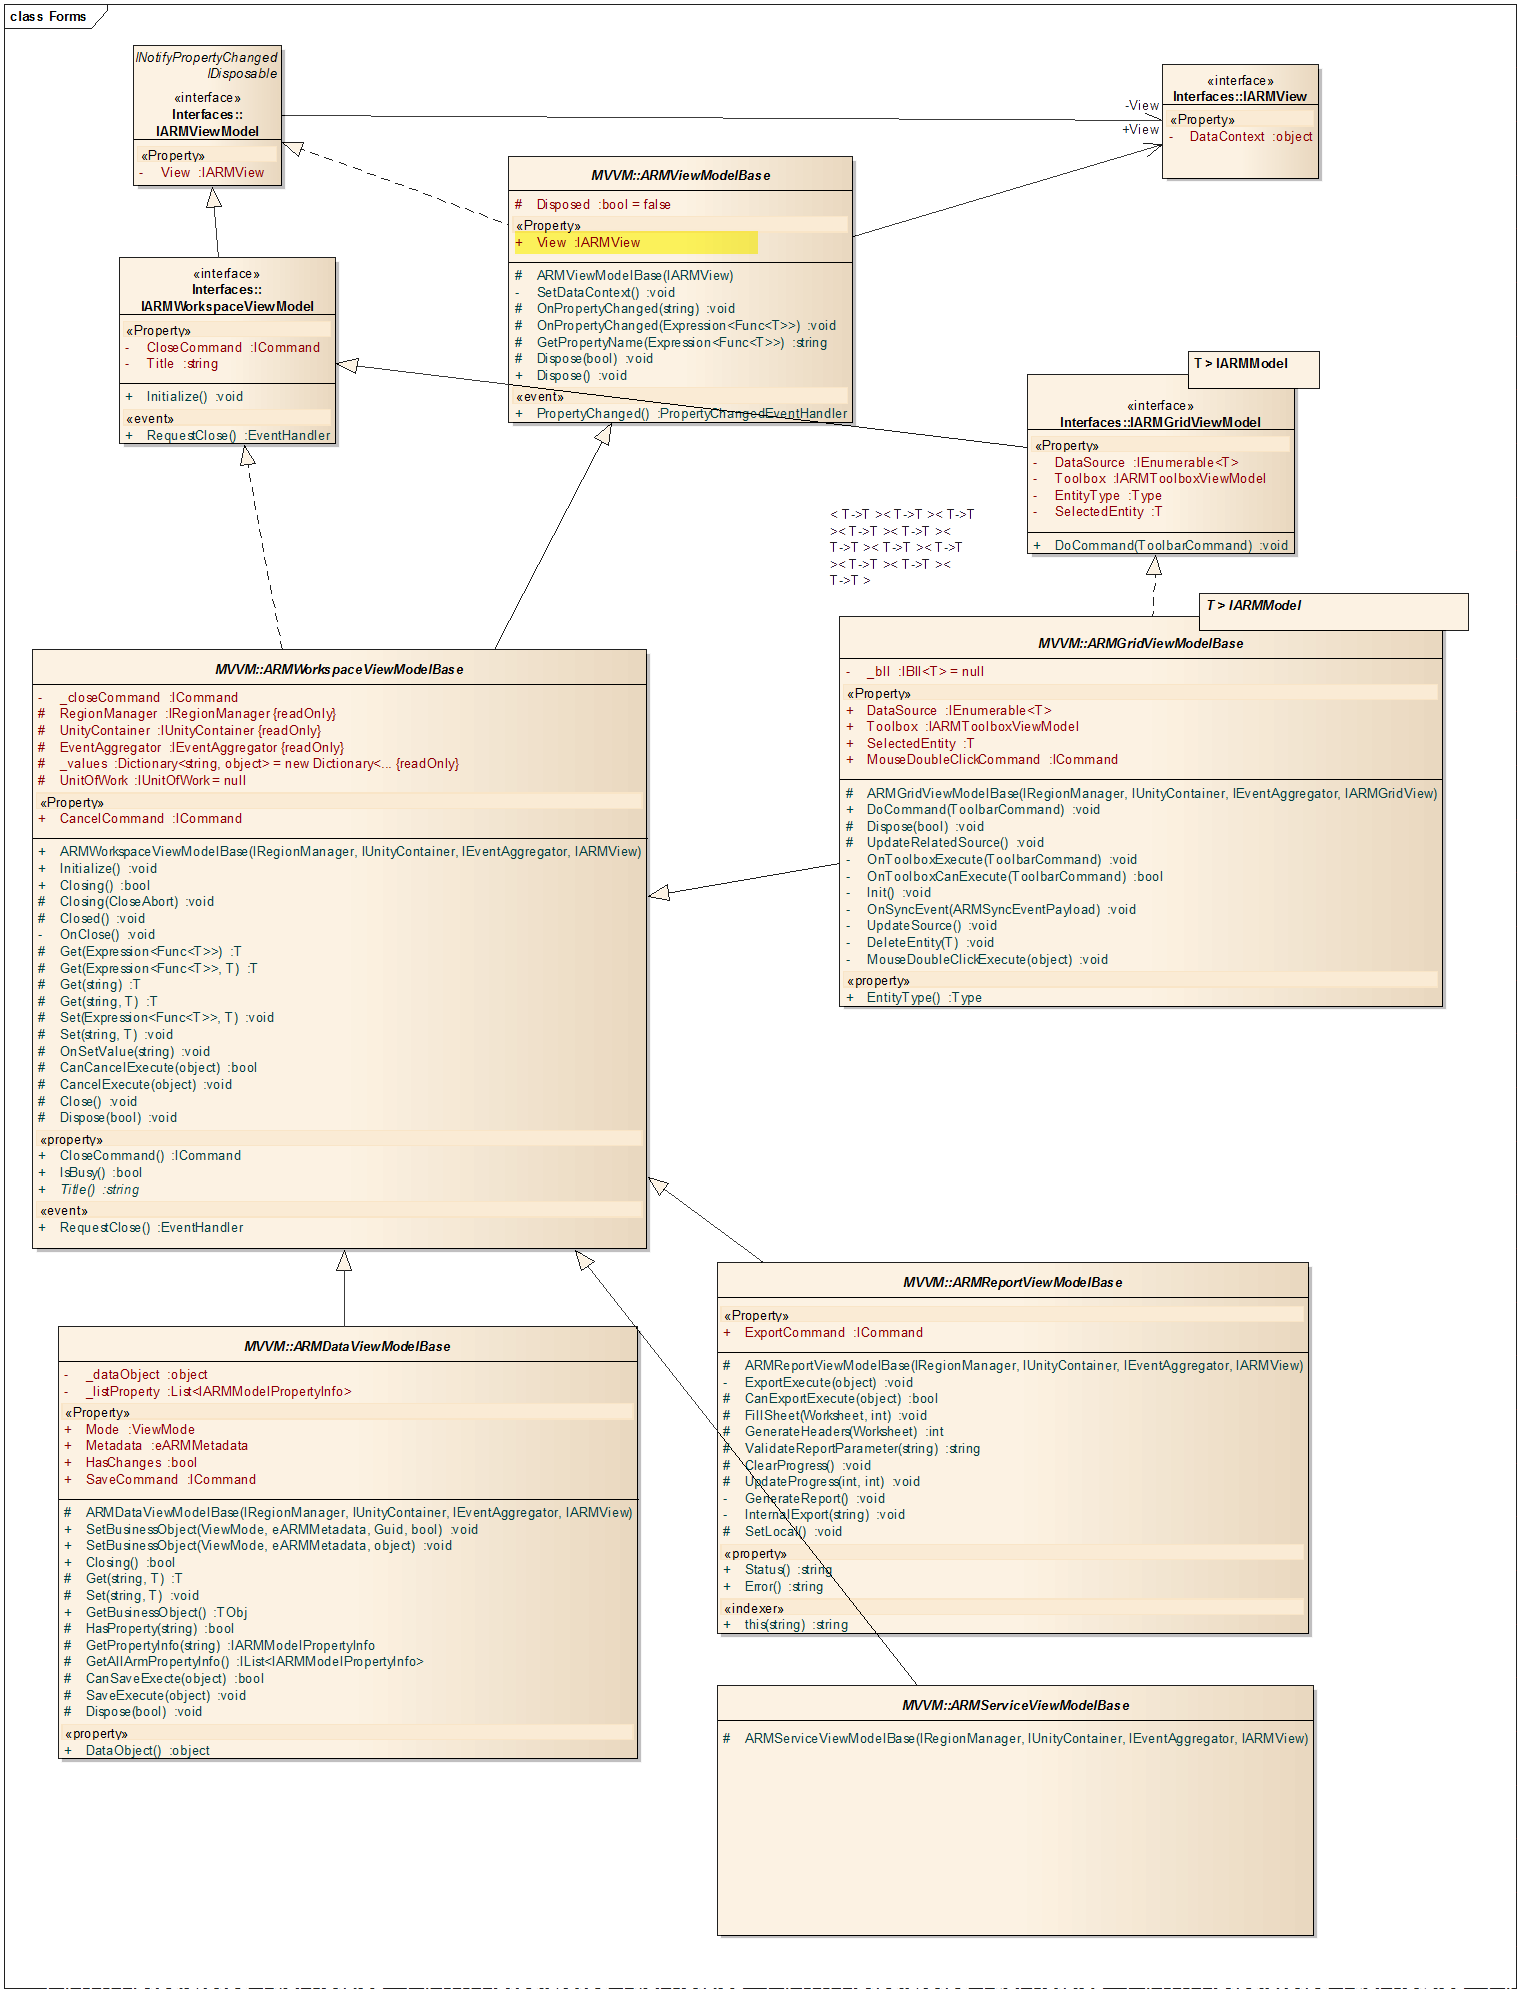 class Forms
INotifyPropertyChanged
IDisposable
«interface»
Interfaces::
IARMViewModel
«Property»
- View :IARMView
-View
+View
«interface»
Interfaces::IARMView
«Property»
- DataContext :object
MVVM::ARMViewModelBase
# Disposed :bool = false
«Property»
+ View :IARMView
# ARMViewModelBase(IARMView)
- SetDataContext() :void
# OnPropertyChanged(string) :void
# OnPropertyChanged(Expression<Func<T>>) :void
# GetPropertyName(Expression<Func<T>>) :string
# Dispose(bool) :void
+ Dispose() :void
«event»
+ PropertyChanged() :PropertyChangedEventHandler
«interface»
Interfaces::
IARMWorkspaceViewModel
«Property»
- CloseCommand :ICommand
- Title :string
+ Initialize() :void
«event»
+ RequestClose() :EventHandler
T > IARMModel
«interface»
Interfaces::IARMGridViewModel
«Property»
- DataSource :IEnumerable<T>
- Toolbox :IARMToolboxViewModel
- EntityType :Type
- SelectedEntity :T
+ DoCommand(ToolbarCommand) :void
< T->T >< T->T >< T->T
>< T->T >< T->T ><
T->T >< T->T >< T->T
>< T->T >< T->T ><
T->T >
T > IARMModel
MVVM::ARMGridViewModelBase
- _bll :IBll<T> = null
«Property»
+ DataSource :IEnumerable<T>
+ Toolbox :IARMToolboxViewModel
+ SelectedEntity :T
+ MouseDoubleClickCommand :ICommand
# ARMGridViewModelBase(IRegionManager, IUnityContainer, IEventAggregator, IARMGridView)
+ DoCommand(ToolbarCommand) :void
# Dispose(bool) :void
# UpdateRelatedSource() :void
- OnToolboxExecute(ToolbarCommand) :void
- OnToolboxCanExecute(ToolbarCommand) :bool
- Init() :void
- OnSyncEvent(ARMSyncEventPayload) :void
- UpdateSource() :void
- DeleteEntity(T) :void
- MouseDoubleClickExecute(object) :void
«property»
+ EntityType() :Type
MVVM::ARMWorkspaceViewModelBase
- _closeCommand :ICommand
# RegionManager :IRegionManager {readOnly}
# UnityContainer :IUnityContainer {readOnly}
# EventAggregator :IEventAggregator {readOnly}
# _values :Dictionary<string, object> = new Dictionary<... {readOnly}
# UnitOfWork :IUnitOfWork = null
«Property»
+ CancelCommand :ICommand
+ ARMWorkspaceViewModelBase(IRegionManager, IUnityContainer, IEventAggregator, IARMView)
+ Initialize() :void
+ Closing() :bool
# Closing(CloseAbort) :void
# Closed() :void
- OnClose() :void
# Get(Expression<Func<T>>) :T
# Get(Expression<Func<T>>, T) :T
# Get(string) :T
# Get(string, T) :T
# Set(Expression<Func<T>>, T) :void
# Set(string, T) :void
# OnSetValue(string) :void
# CanCancelExecute(object) :bool
# CancelExecute(object) :void
# Close() :void
# Dispose(bool) :void
«property»
+ CloseCommand() :ICommand
+ IsBusy() :bool
+ Title() :string
«event»
+ RequestClose() :EventHandler
MVVM::ARMReportViewModelBase
«Property»
+ ExportCommand :ICommand
# ARMReportViewModelBase(IRegionManager, IUnityContainer, IEventAggregator, IARMView)
- ExportExecute(object) :void
# CanExportExecute(object) :bool
# FillSheet(Worksheet, int) :void
# GenerateHeaders(Worksheet) :int
# ValidateReportParameter(string) :string
# ClearProgress() :void
# UpdateProgress(int, int) :void
- GenerateReport() :void
- InternalExport(string) :void
# SetLocal() :void
«property»
+ Status() :string
+ Error() :string
«indexer»
+ this(string) :string
MVVM::ARMDataViewModelBase
- _dataObject :object
- _listProperty :List<IARMModelPropertyInfo>
«Property»
+ Mode :ViewMode
+ Metadata :eARMMetadata
+ HasChanges :bool
+ SaveCommand :ICommand
# ARMDataViewModelBase(IRegionManager, IUnityContainer, IEventAggregator, IARMView)
+ SetBusinessObject(ViewMode, eARMMetadata, Guid, bool) :void
+ SetBusinessObject(ViewMode, eARMMetadata, object) :void
+ Closing() :bool
# Get(string, T) :T
# Set(string, T) :void
+ GetBusinessObject() :TObj
# HasProperty(string) :bool
# GetPropertyInfo(string) :IARMModelPropertyInfo
# GetAllArmPropertyInfo() :IList<IARMModelPropertyInfo>
# CanSaveExecte(object) :bool
# SaveExecute(object) :void
# Dispose(bool) :void
«property»
+ DataObject() :object
MVVM::ARMServiceViewModelBase
# ARMServiceViewModelBase(IRegionManager, IUnityContainer, IEventAggregator, IARMView)